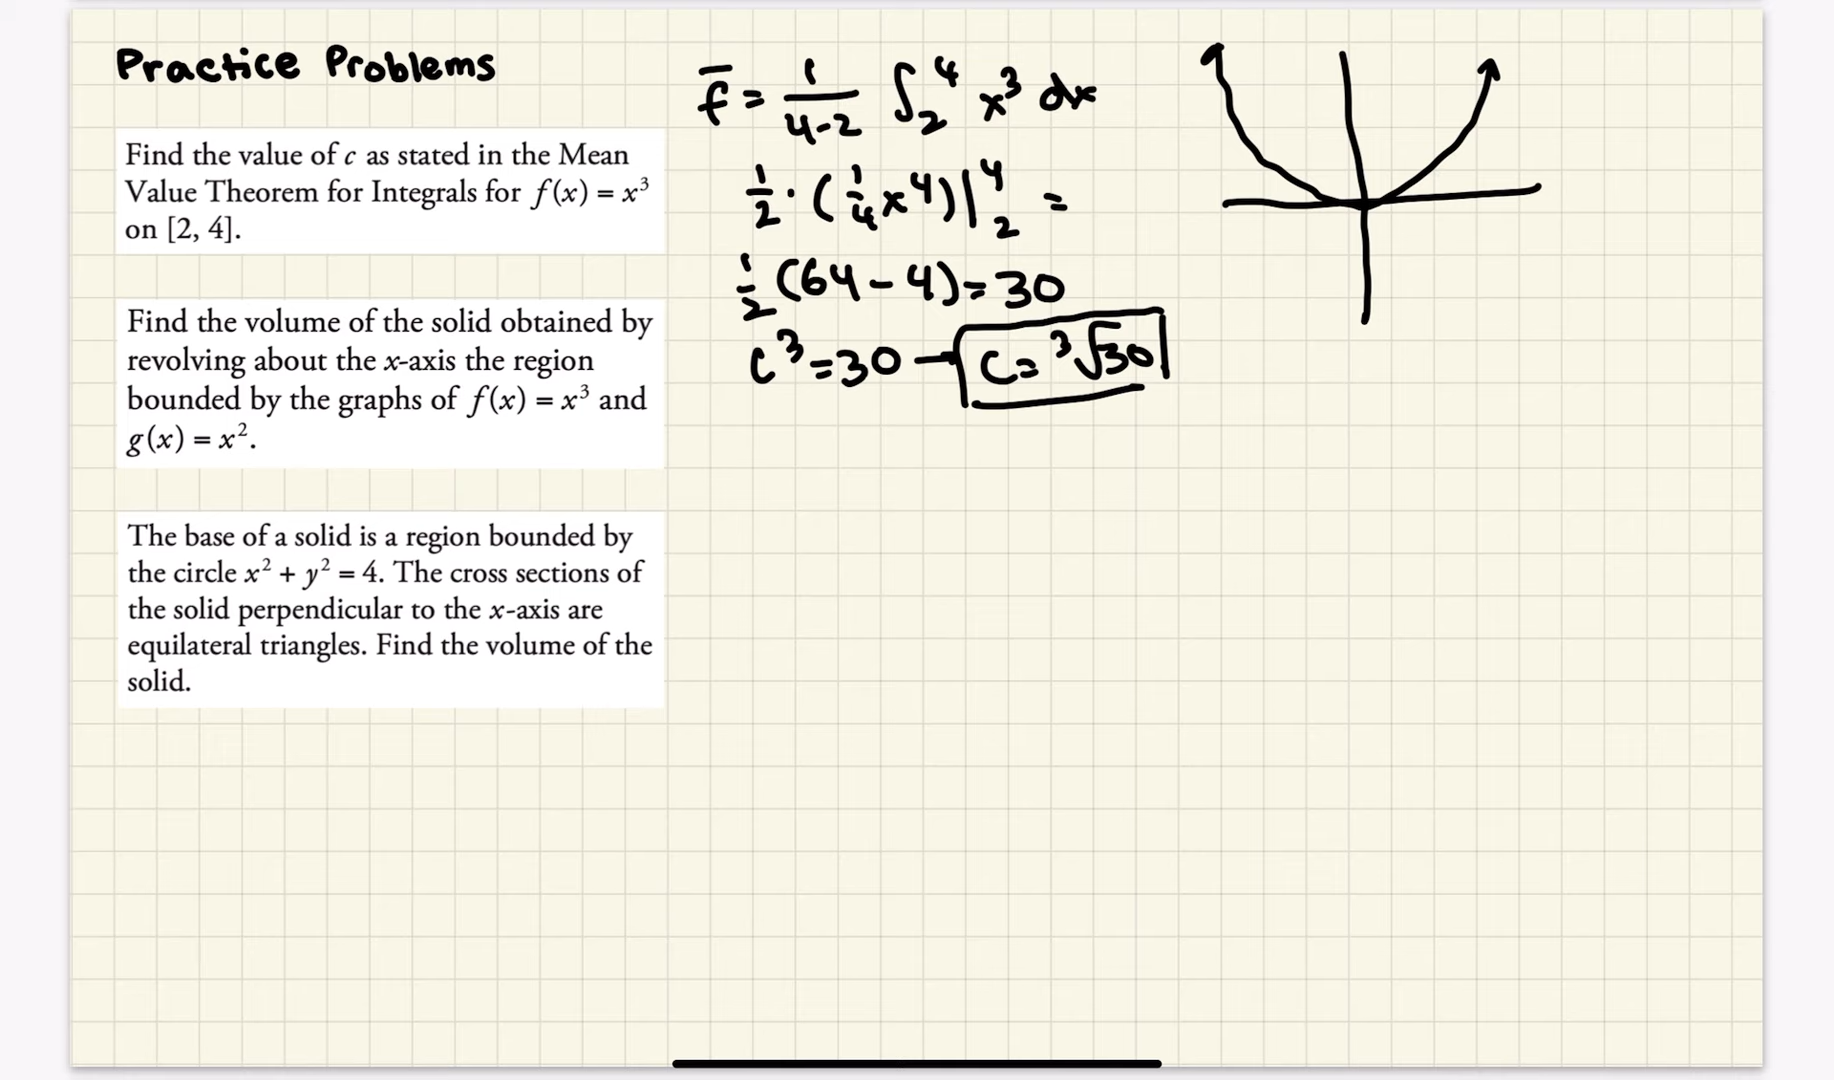 Practice Problems
Find the value of c as stated in the Mean
Value Theorem for Integrals for f(x) = x³
on [2, 4].
Find the volume of the solid obtained by
revolving about the x-axis the region
bounded by the graphs of f(x) = x³ and
g(x) = x².
The base of a solid is a region bounded by
the circle x² + y² = 4. The cross sections of
the solid perpendicular to the x-axis are
equilateral triangles. Find the volume of the
solid.
f̅ = 1/(4-2) ∫₂⁴ x³ dx
1/2 · (1/4 x⁴)|₂⁴ =
1/2 (64 - 4) = 30
c³ = 30 → c = ³√30